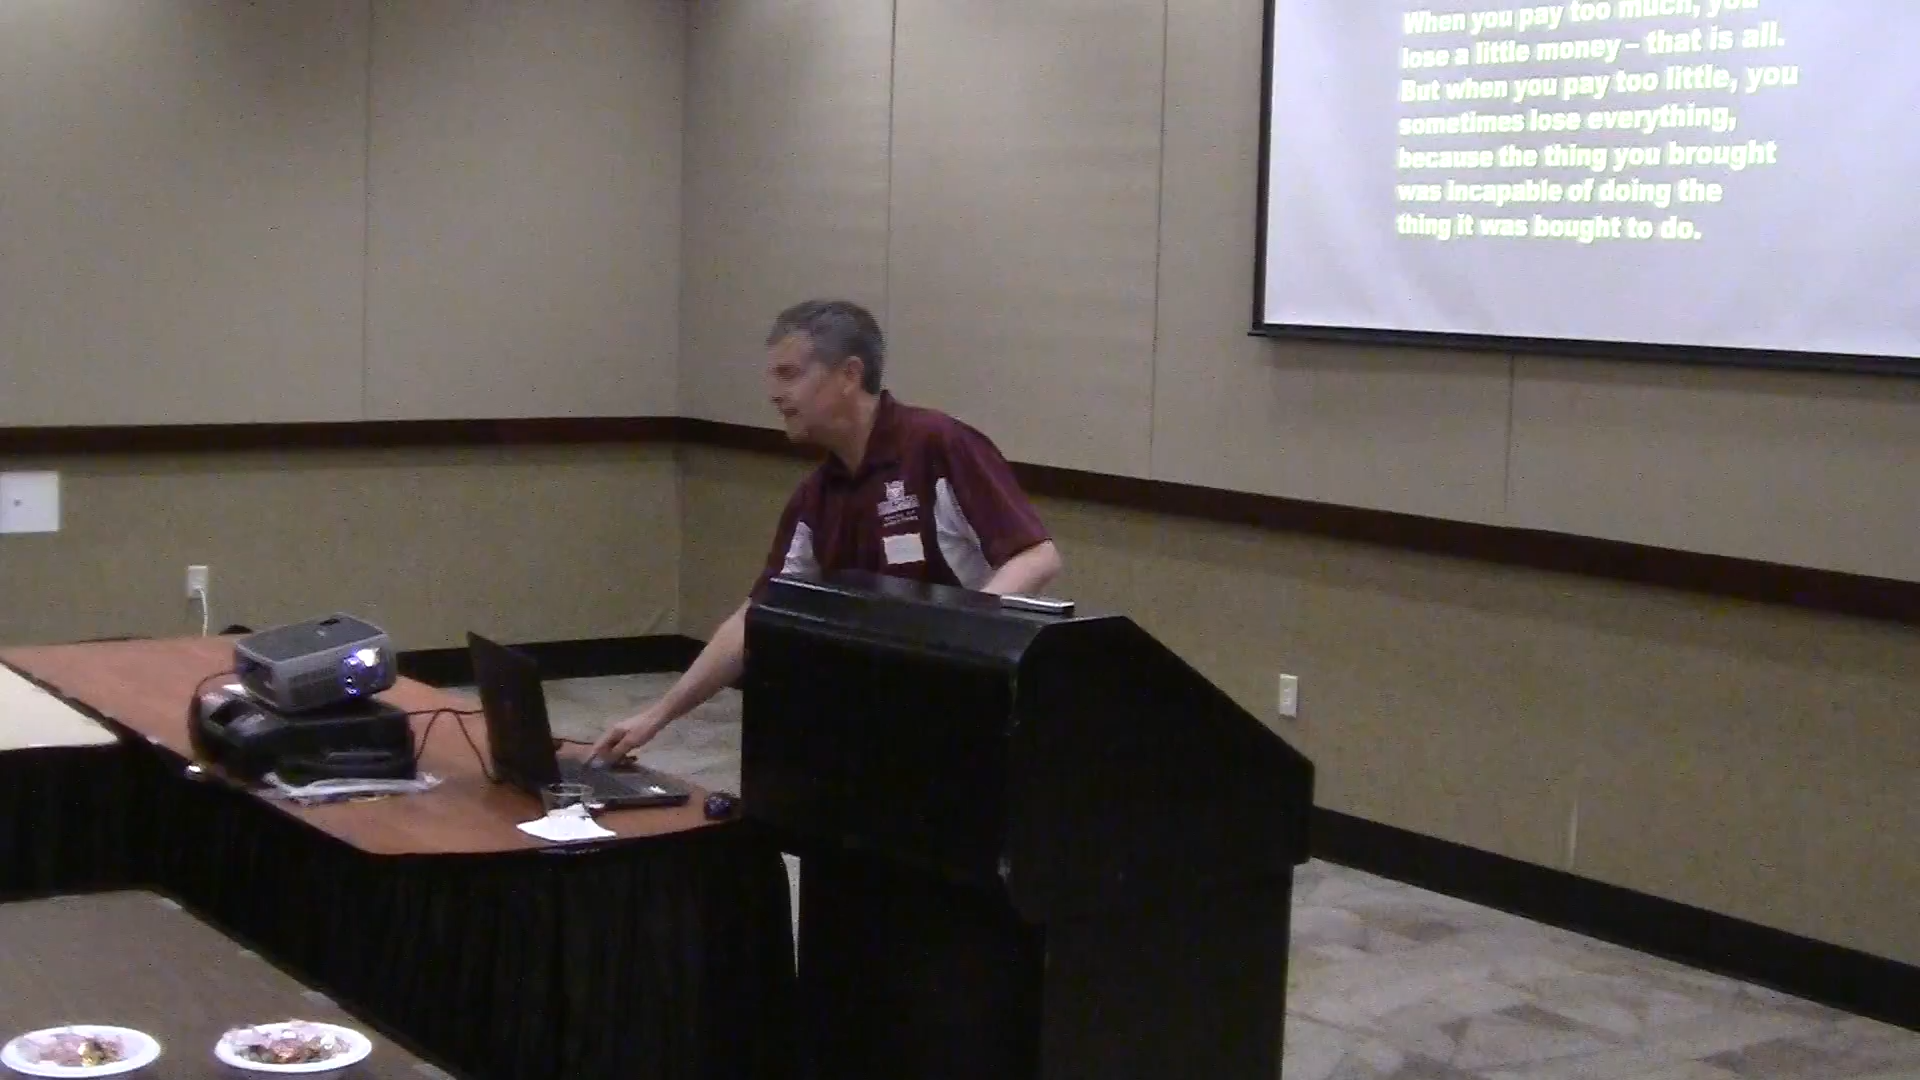 When you pay too much, you
lose a little money – that is all.
But when you pay too little, you
sometimes lose everything,
because the thing you brought
was incapable of doing the
thing it was bought to do.